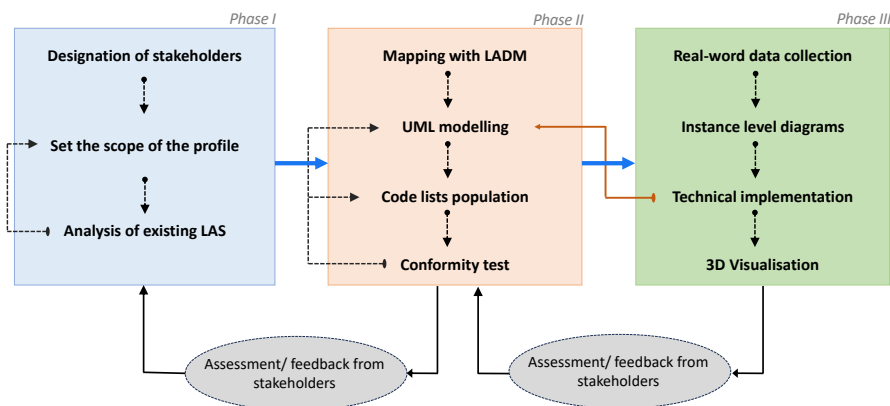 Phase I
Designation of stakeholders
Set the scope of the profile
Analysis of existing LAS
Phase II
Mapping with LADM
UML modelling
Code lists population
Conformity test
Phase III
Real-word data collection
Instance level diagrams
Technical implementation
3D Visualisation
Assessment/ feedback from
stakeholders
Assessment/ feedback from
stakeholders